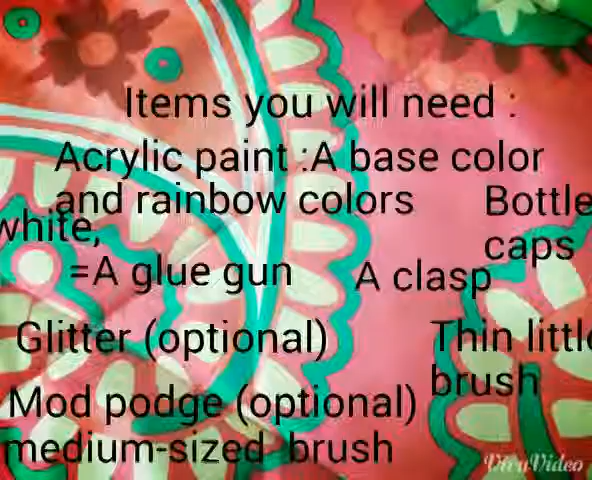 Items you will need :
Acrylic paint :A base color
and rainbow colors
white,
Bottle
caps
=A glue gun
A clasp
Glitter (optional)
Thin little
brush
Mod podge (optional)
medium-sized brush
VivaVideo